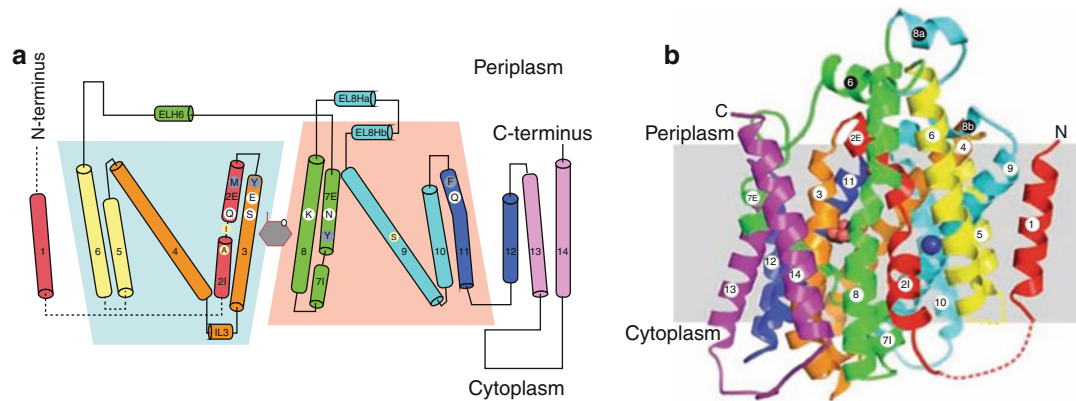 a
N-terminus
Periplasm
ELH6
EL8Ha
EL8Hb
C-terminus
1
6
5
4
M
2E
Q
I
A
2I
Y
E
S
3
IL3
K
8
7E
N
Y
7I
S
9
10
F
Q
11
12
13
14
Cytoplasm
b
8a
6
C
Periplasm
2E
6
8b
4
N
9
3
11
7E
1
5
12
14
13
8
2I
10
7I
Cytoplasm